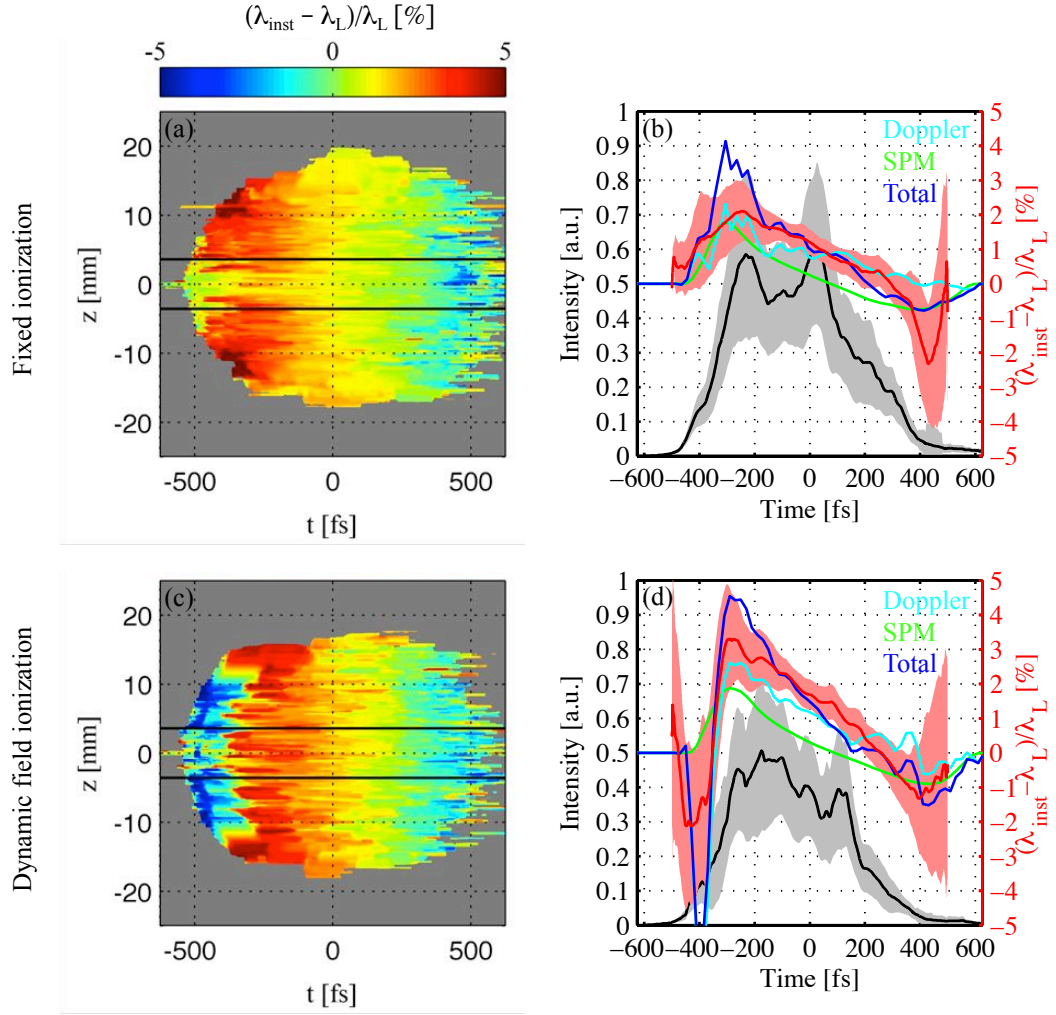 (λinst − λL)/λL [%]
-5 0 5
Fixed ionization
(a)
z [mm]
20
10
0
-10
-20
-500 0 500
t [fs]
(b)
Doppler
SPM
Total
Intensity [a.u.]
1
0.9
0.8
0.7
0.6
0.5
0.4
0.3
0.2
0.1
0
5
4
3
2
1
0
−1
−2
−3
−4
−5
(λinst−λL)/λL [%]
−600−400−200 0 200 400 600
Time [fs]
Dynamic field ionization
(c)
z [mm]
20
10
0
-10
-20
-500 0 500
t [fs]
(d)
Doppler
SPM
Total
Intensity [a.u.]
1
0.9
0.8
0.7
0.6
0.5
0.4
0.3
0.2
0.1
0
5
4
3
2
1
0
−1
−2
−3
−4
−5
(λinst−λL)/λL [%]
−600−400−200 0 200 400 600
Time [fs]